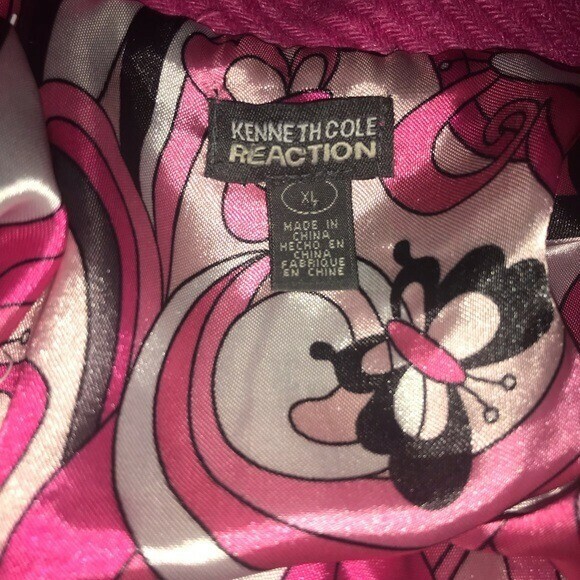 KENNETH COLE
REACTION
XL
MADE IN
CHINA
HECHO EN
CHINA
FABRIQUE
EN CHINE